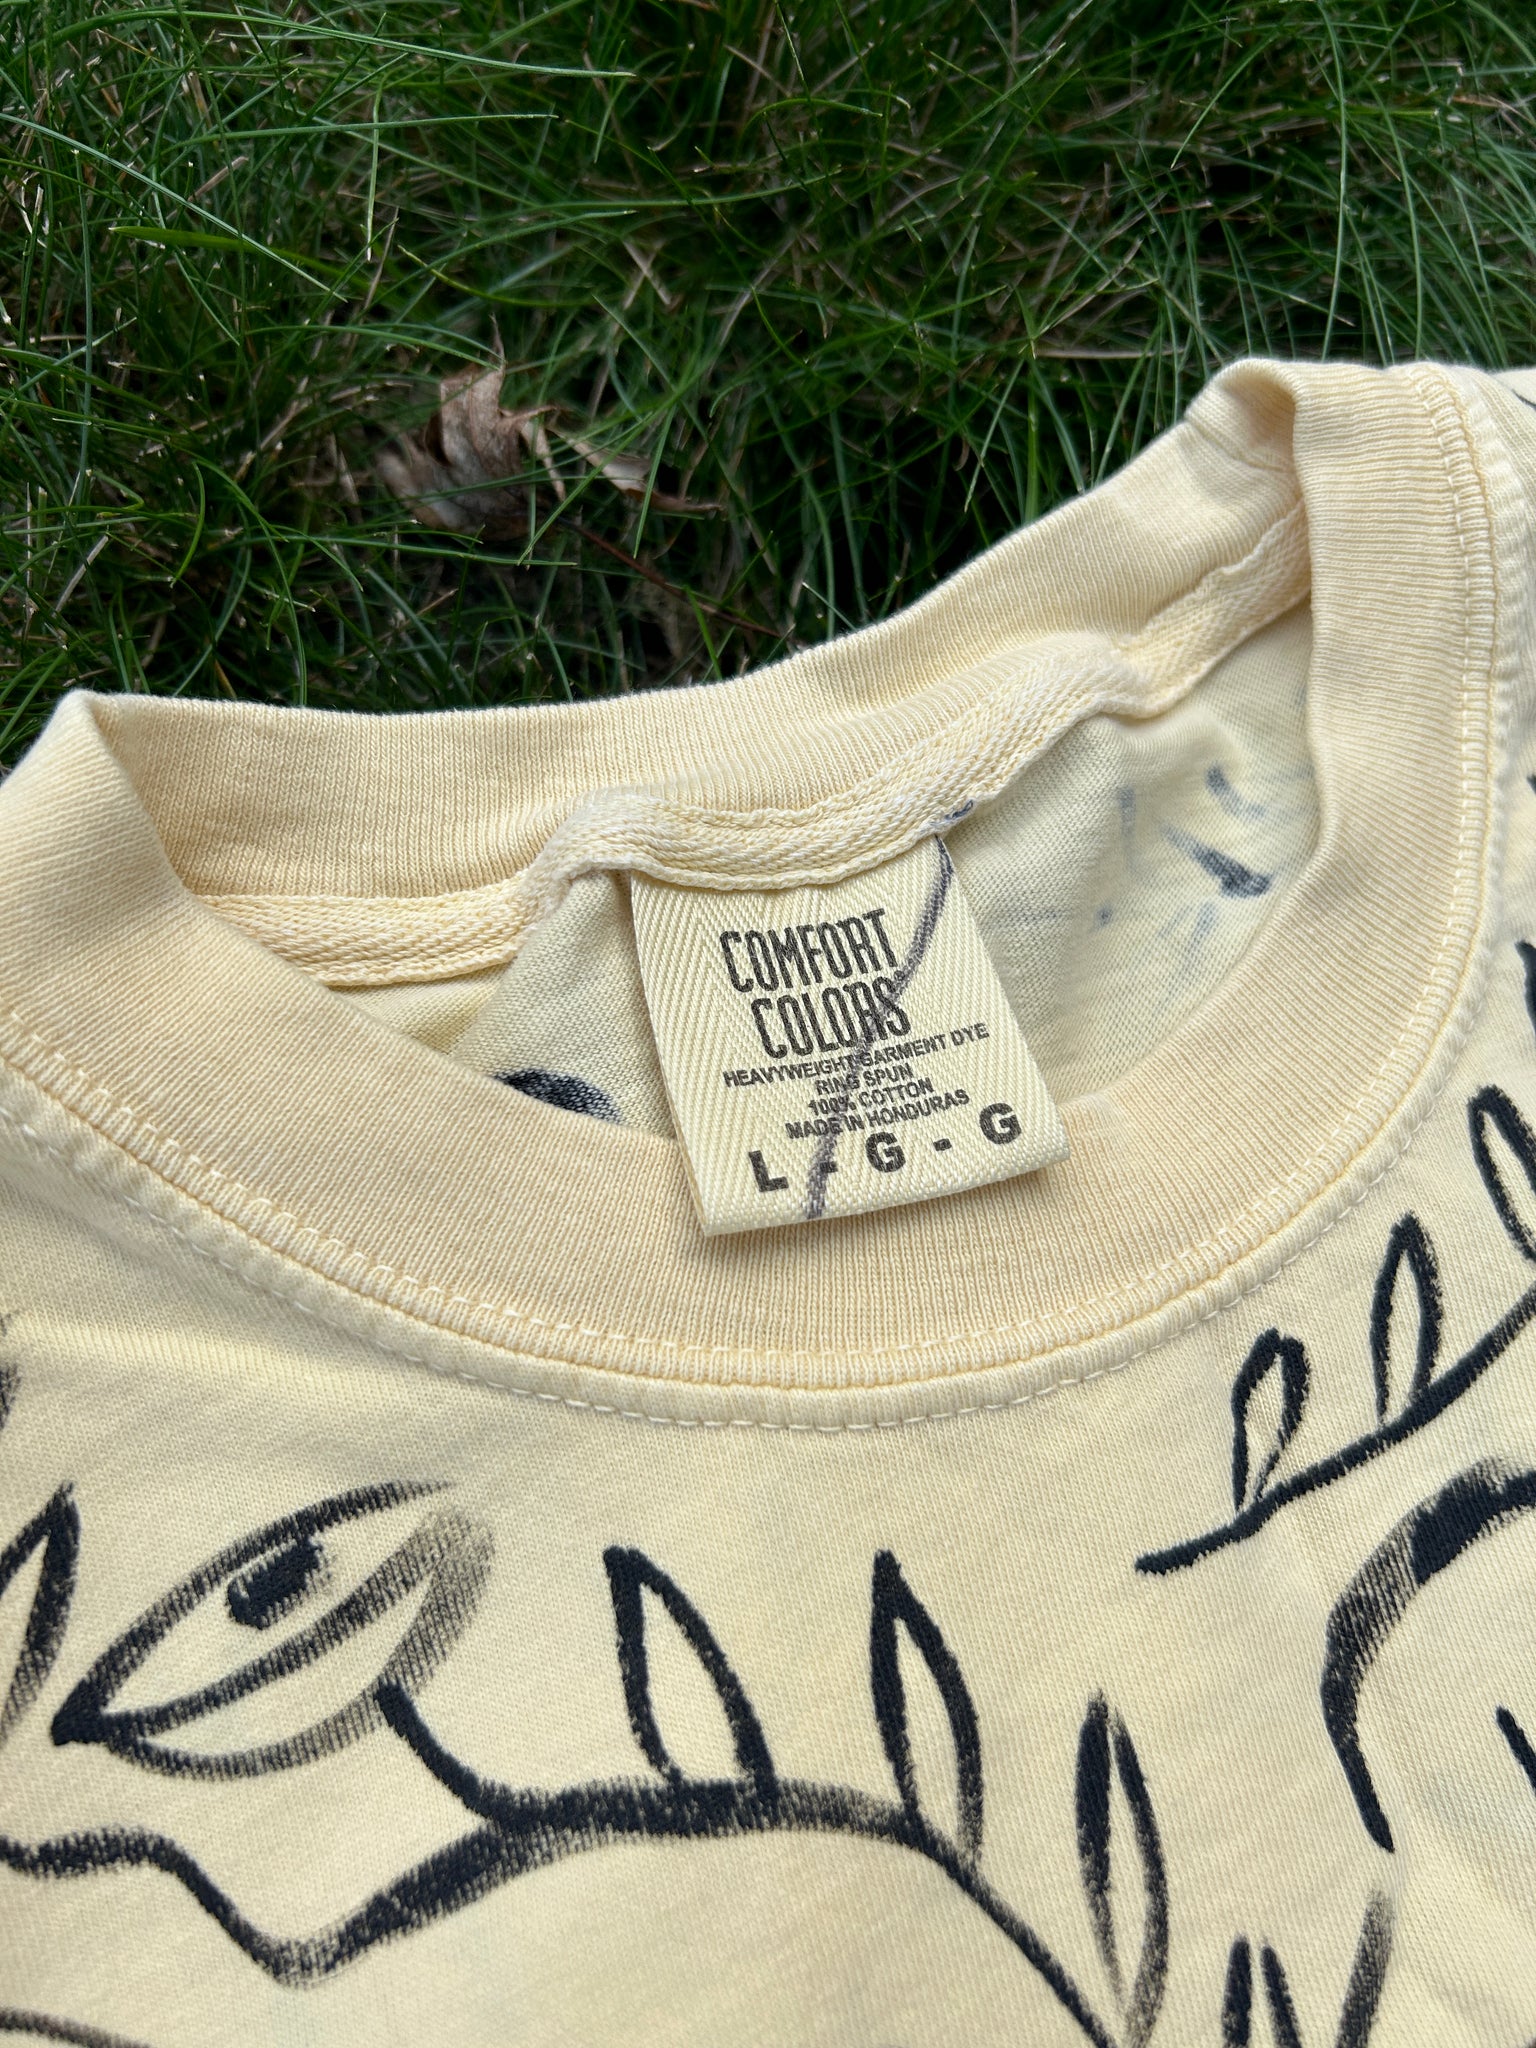 COMFORT
COLORS®
HEAVYWEIGHT GARMENT DYE
RING SPUN
100% COTTON
MADE IN HONDURAS
L - G - G